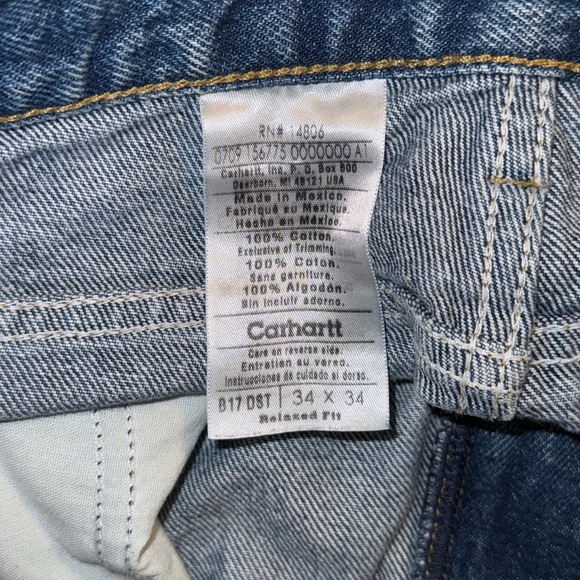 RN# 14806
0709 156775 0000000 A1
Carhartt, Inc. P. O. Box 600
Dearborn, MI 48121 USA
Made in Mexico.
Fabriqué au Mexique.
Hecho en México.
100% Cotton.
Exclusive of Trimming.
100% Coton.
Sans garniture.
100% Algodón.
Sin incluir adorno.
Carhartt
Care on reverse side.
Entretien au verso.
Instrucciones de cuidado al dorso.
B17 DST 34 X 34
Relaxed Fit